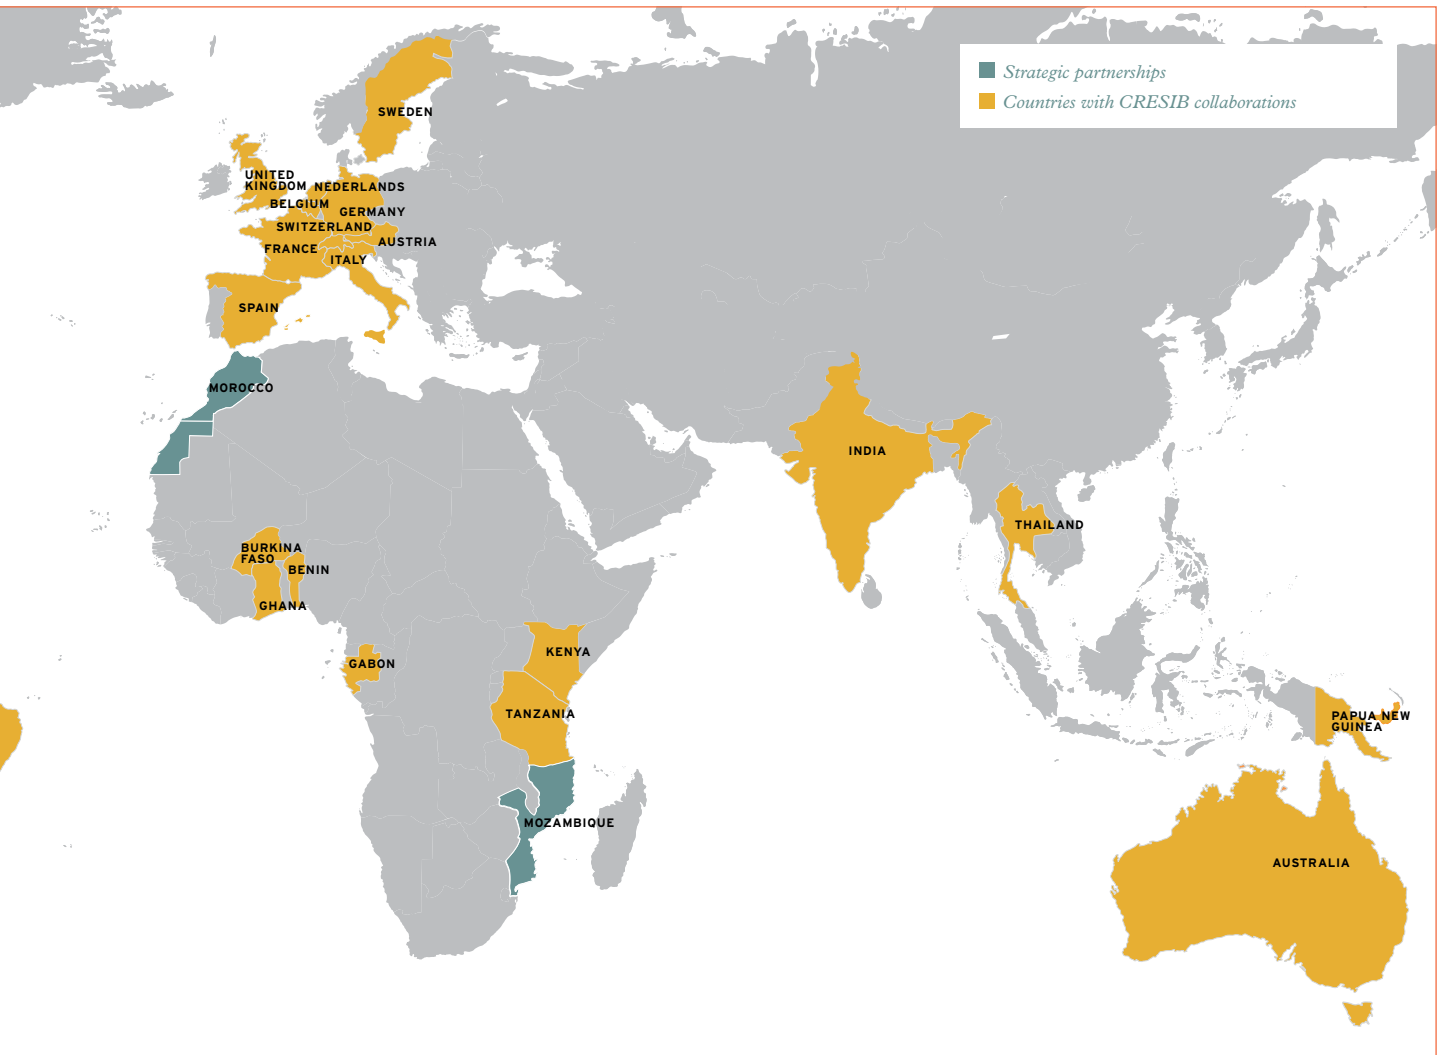 Strategic partnerships
Countries with CRESIB collaborations
SWEDEN
UNITED
KINGDOM
NEDERLANDS
BELGIUM
GERMANY
SWITZERLAND
AUSTRIA
FRANCE
ITALY
SPAIN
MOROCCO
INDIA
THAILAND
BURKINA
FASO
BENIN
GHANA
KENYA
GABON
TANZANIA
PAPUA NEW
GUINEA
MOZAMBIQUE
AUSTRALIA